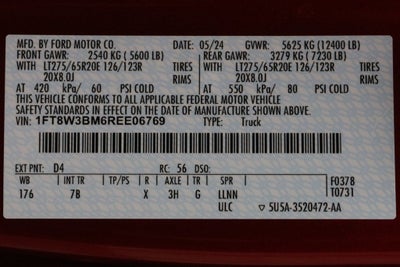 MFD. BY FORD MOTOR CO. 05/24 GVWR: 5625 KG (12400 LB)
FRONT GAWR: 2540 KG ( 5600 LB) REAR GAWR: 3279 KG ( 7230 LB)
WITH LT275/65R20E 126/123R TIRES WITH LT275/65R20E 126/123R TIRES
20X8.0J RIMS 20X8.0J RIMS
AT 420 kPa/ 60 PSI COLD AT 550 kPa/ 80 PSI COLD
THIS VEHICLE CONFORMS TO ALL APPLICABLE FEDERAL MOTOR VEHICLE
SAFETY STANDARDS IN EFFECT ON THE DATE OF MANUFACTURE SHOWN ABOVE.
VIN: 1FT8W3BM6REE06769 TYPE: Truck
EXT PNT: D4 RC: 56 DSO: F0378
WB INT TR TP/PS R AXLE TR SPR T0731
176 7B X 3H G LLNN
ULC 5U5A-3520472-AA